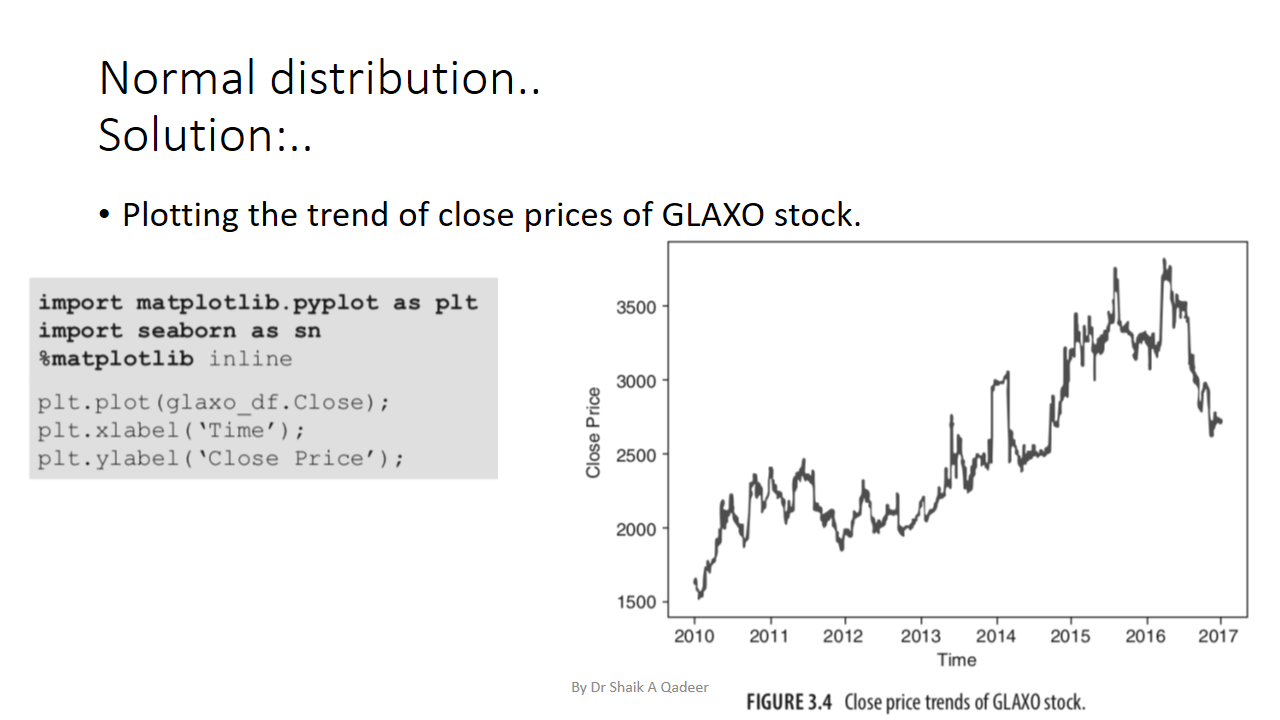 Normal distribution..
Solution:..
• Plotting the trend of close prices of GLAXO stock.
import matplotlib.pyplot as plt
import seaborn as sn
%matplotlib inline
plt.plot(glaxo_df.Close);
plt.xlabel(‘Time’);
plt.ylabel(‘Close Price’);
Close Price
3500
3000
2500
2000
1500
2010 2011 2012 2013 2014 2015 2016 2017
Time
By Dr Shaik A Qadeer
FIGURE 3.4 Close price trends of GLAXO stock.